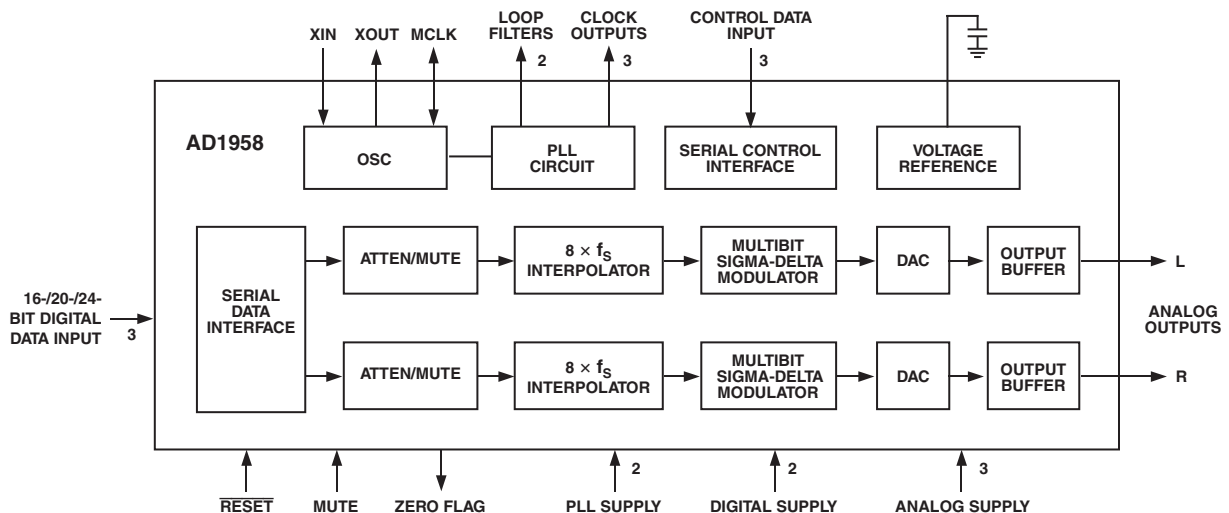 XIN
XOUT
MCLK
LOOP
FILTERS
2
CLOCK
OUTPUTS
3
CONTROL DATA
INPUT
3
AD1958
OSC
PLL
CIRCUIT
SERIAL CONTROL
INTERFACE
VOLTAGE
REFERENCE
16-/20-/24-
BIT DIGITAL
DATA INPUT
3
SERIAL
DATA
INTERFACE
ATTEN/MUTE
8 × fS
INTERPOLATOR
MULTIBIT
SIGMA-DELTA
MODULATOR
DAC
OUTPUT
BUFFER
L
ANALOG
OUTPUTS
ATTEN/MUTE
8 × fS
INTERPOLATOR
MULTIBIT
SIGMA-DELTA
MODULATOR
DAC
OUTPUT
BUFFER
R
RESET
MUTE
ZERO FLAG
2
PLL SUPPLY
2
DIGITAL SUPPLY
3
ANALOG SUPPLY